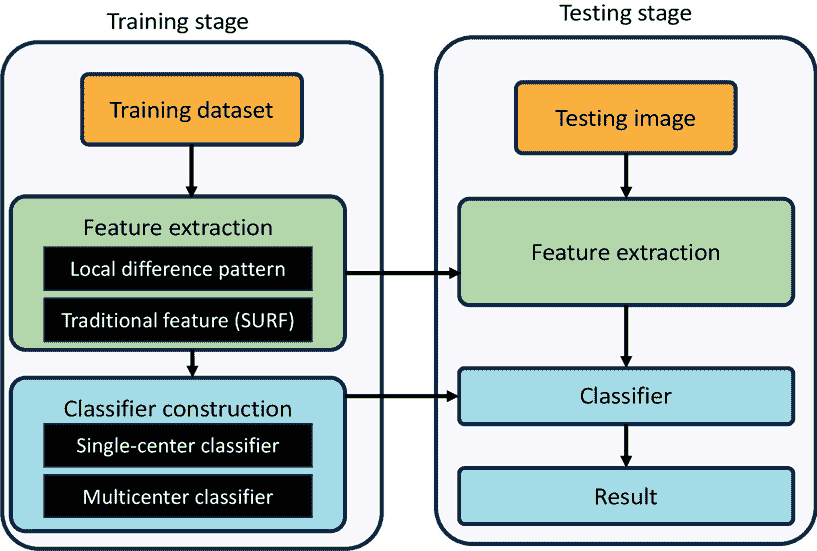 Training stage
Training dataset
Feature extraction
Local difference pattern
Traditional feature (SURF)
Classifier construction
Single-center classifier
Multicenter classifier
Testing stage
Testing image
Feature extraction
Classifier
Result